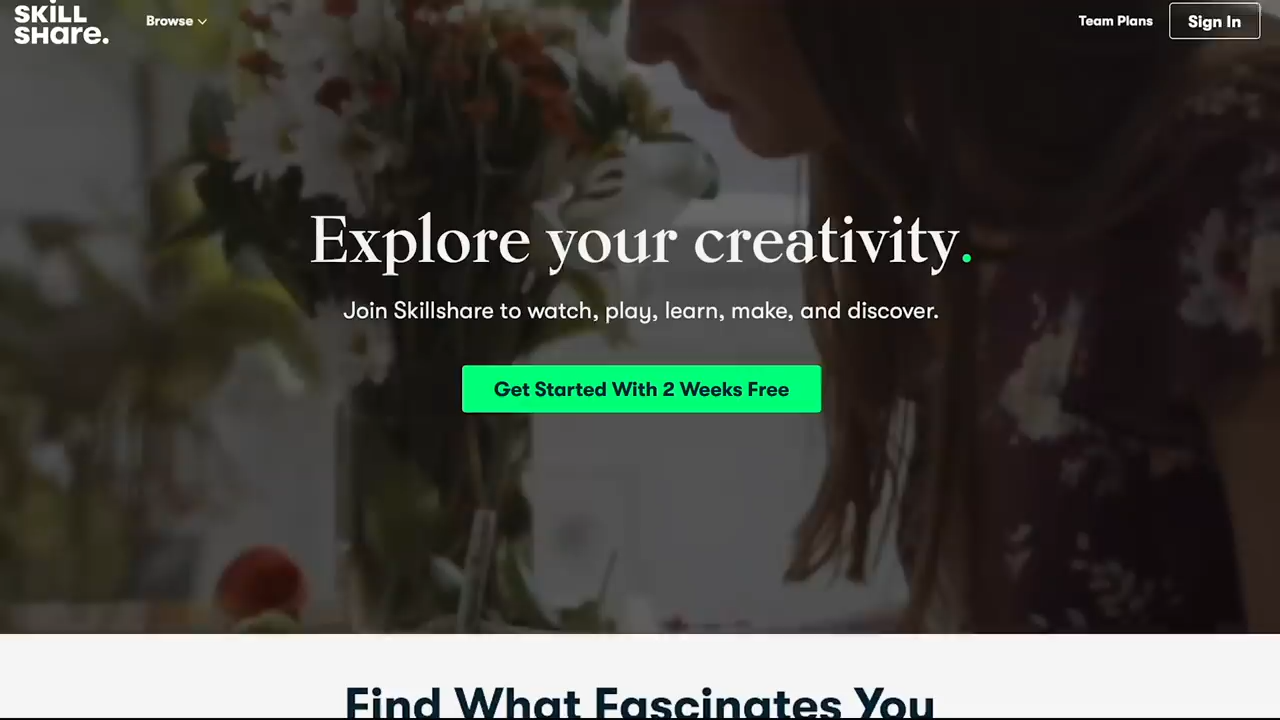 SKiLL
SHare.
Browse
Team Plans
Sign In
Explore your creativity.
Join Skillshare to watch, play, learn, make, and discover.
Get Started With 2 Weeks Free
Find What Fascinates You